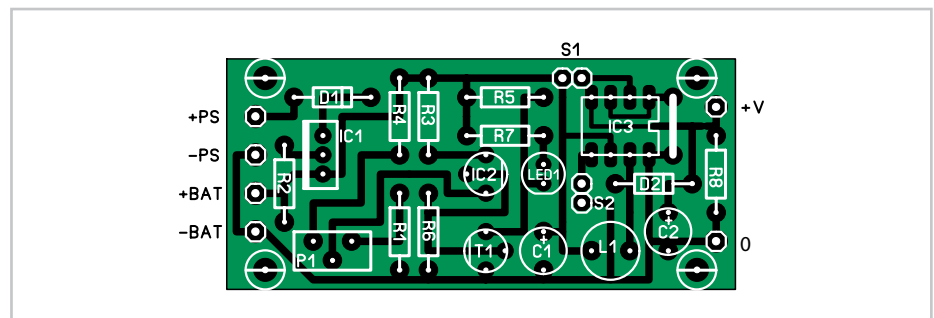 S1
+PS
-PS
+BAT
-BAT
D1
IC1
R2
P1
R4
R3
R5
R7
IC2
LED1
R1
R6
T1
C1
L1
IC3
S2
D2
C2
R8
+V
0